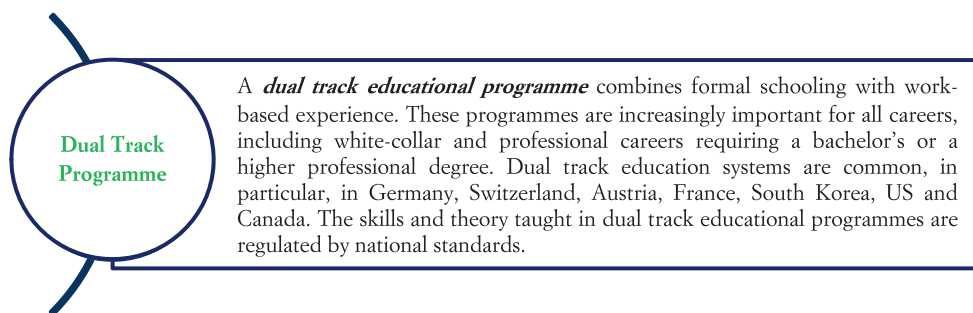 Dual Track
Programme
A dual track educational programme combines formal schooling with work-
based experience. These programmes are increasingly important for all careers,
including white-collar and professional careers requiring a bachelor's or a
higher professional degree. Dual track education systems are common, in
particular, in Germany, Switzerland, Austria, France, South Korea, US and
Canada. The skills and theory taught in dual track educational programmes are
regulated by national standards.